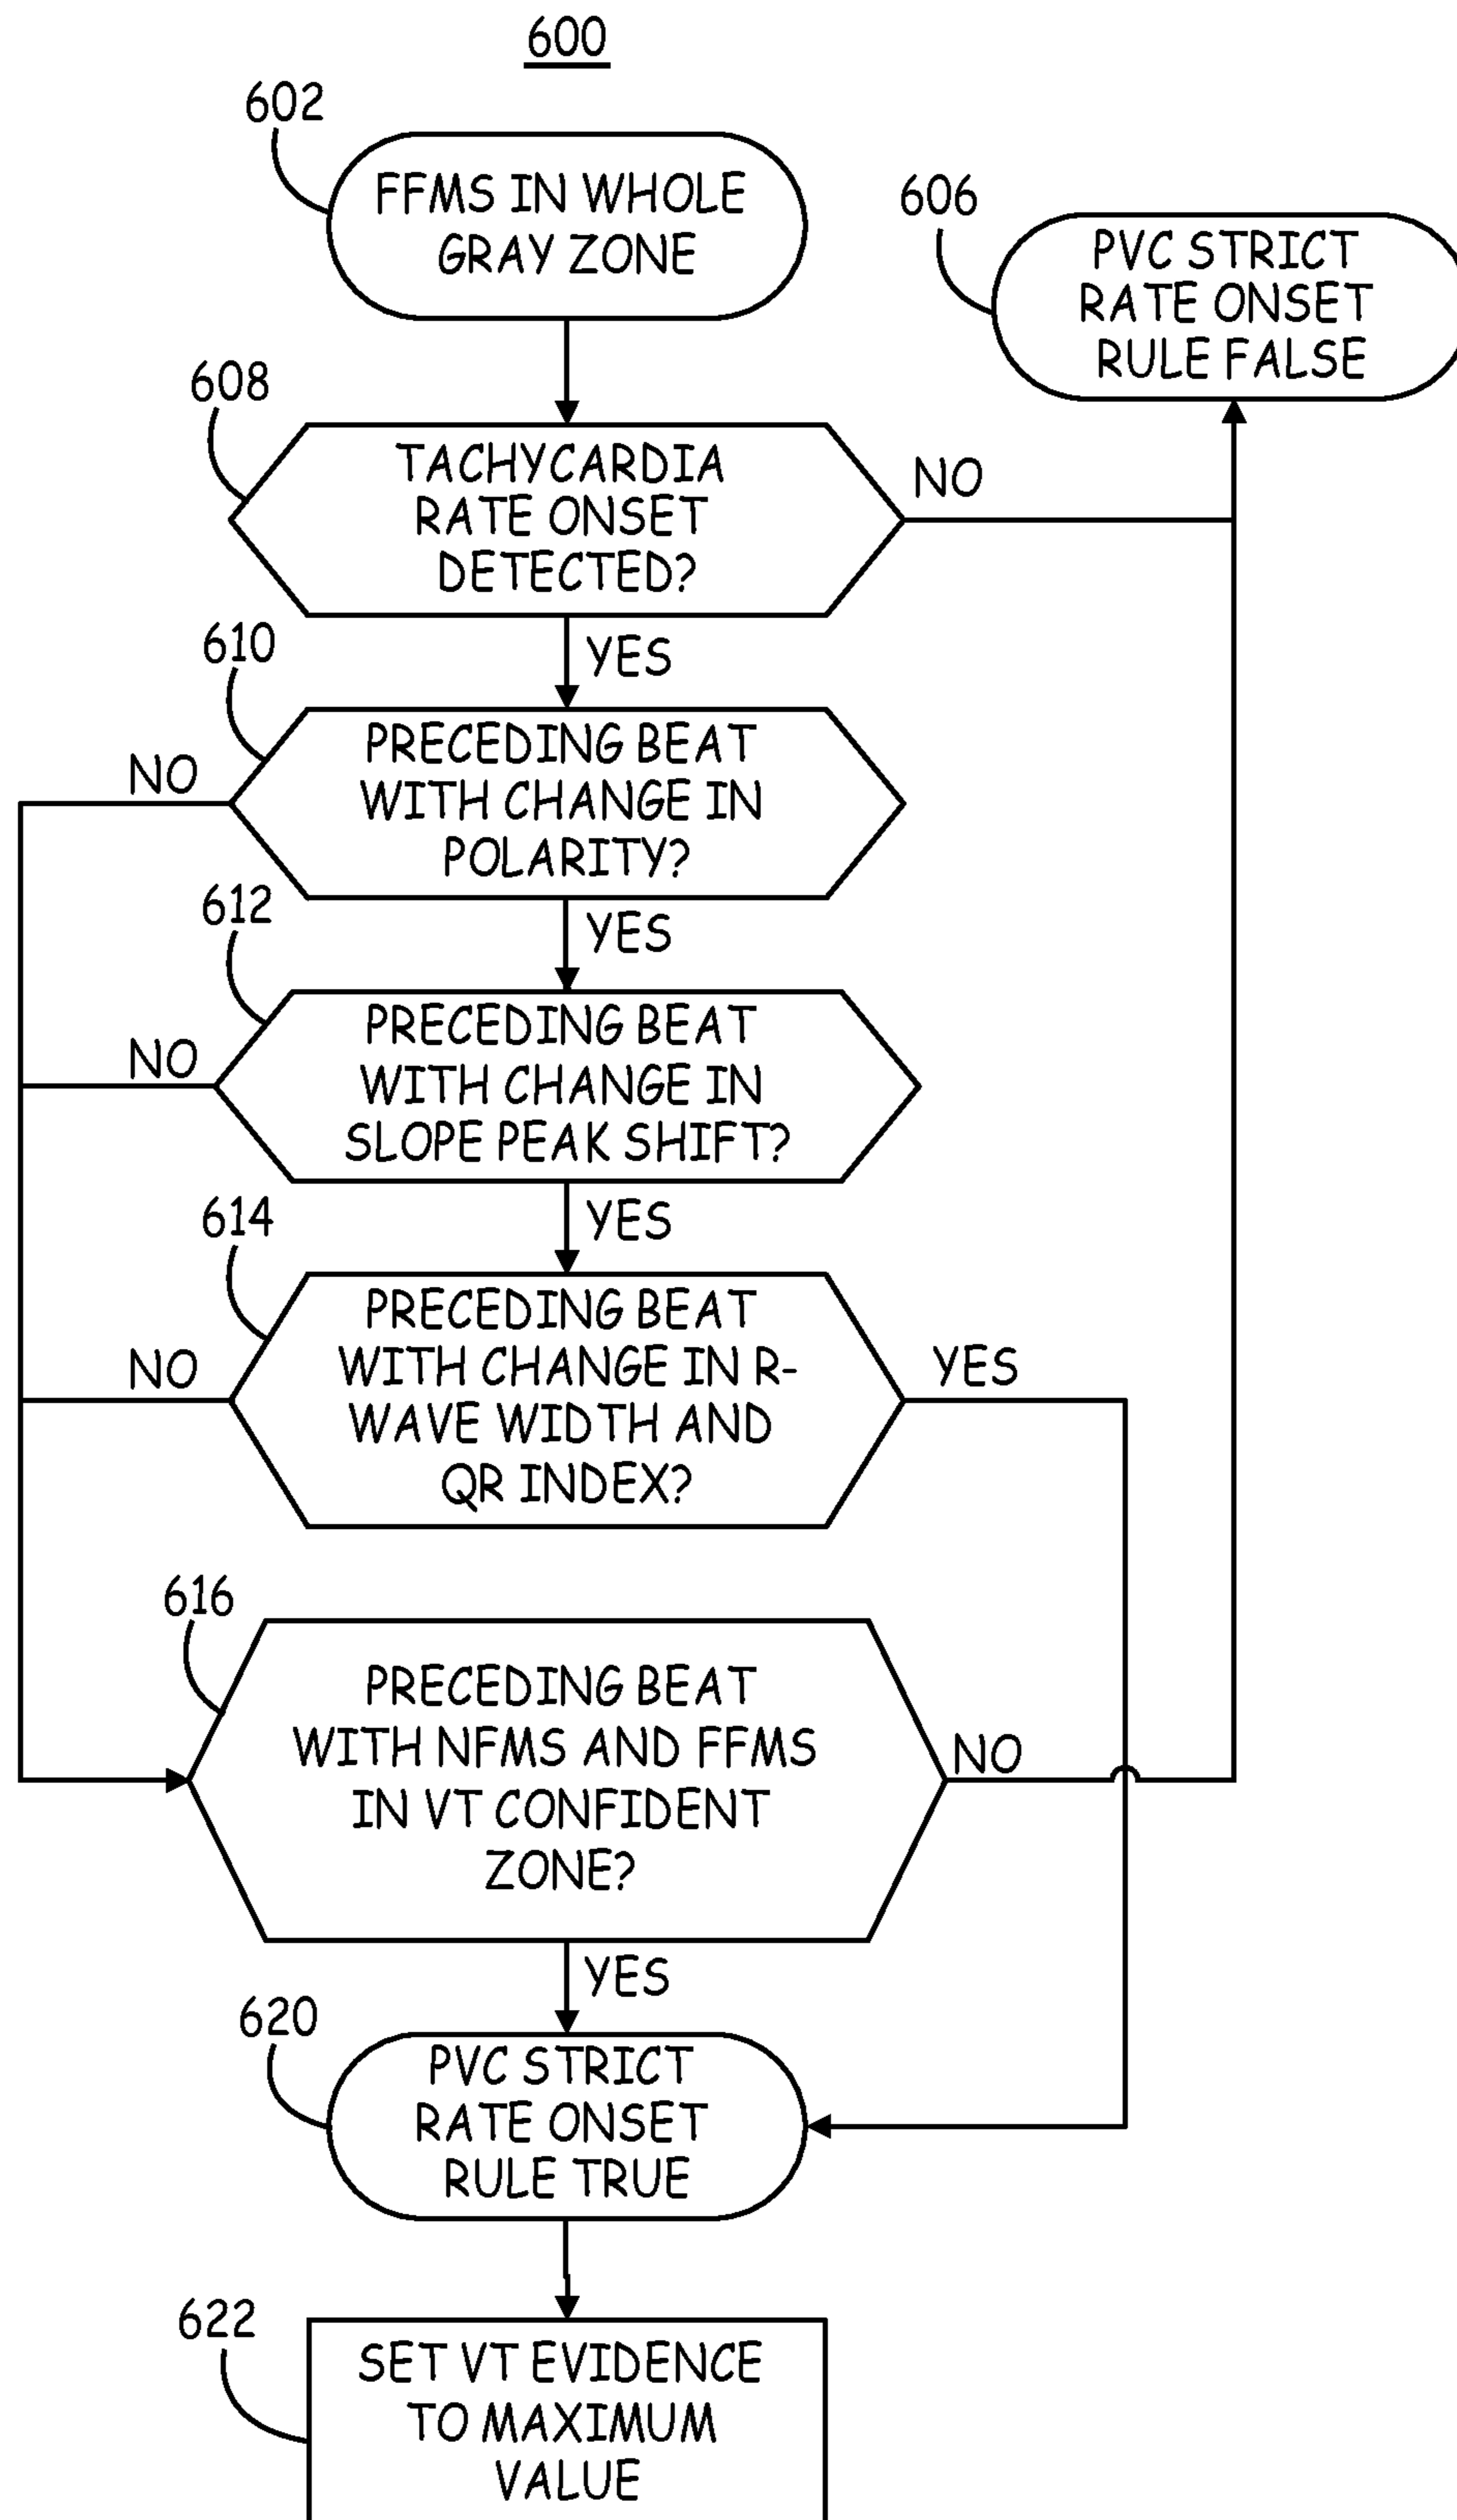 600
602
FFMS IN WHOLE
GRAY ZONE
606
PVC STRICT
RATE ONSET
RULE FALSE
608
TACHYCARDIA
RATE ONSET
DETECTED?
NO
YES
610
PRECEDING BEAT
WITH CHANGE IN
POLARITY?
NO
YES
612
PRECEDING BEAT
WITH CHANGE IN
SLOPE PEAK SHIFT?
NO
YES
614
PRECEDING BEAT
WITH CHANGE IN R-
WAVE WIDTH AND
QR INDEX?
NO
YES
616
PRECEDING BEAT
WITH NFMS AND FFMS
IN VT CONFIDENT
ZONE?
NO
YES
620
PVC STRICT
RATE ONSET
RULE TRUE
622
SET VT EVIDENCE
TO MAXIMUM
VALUE